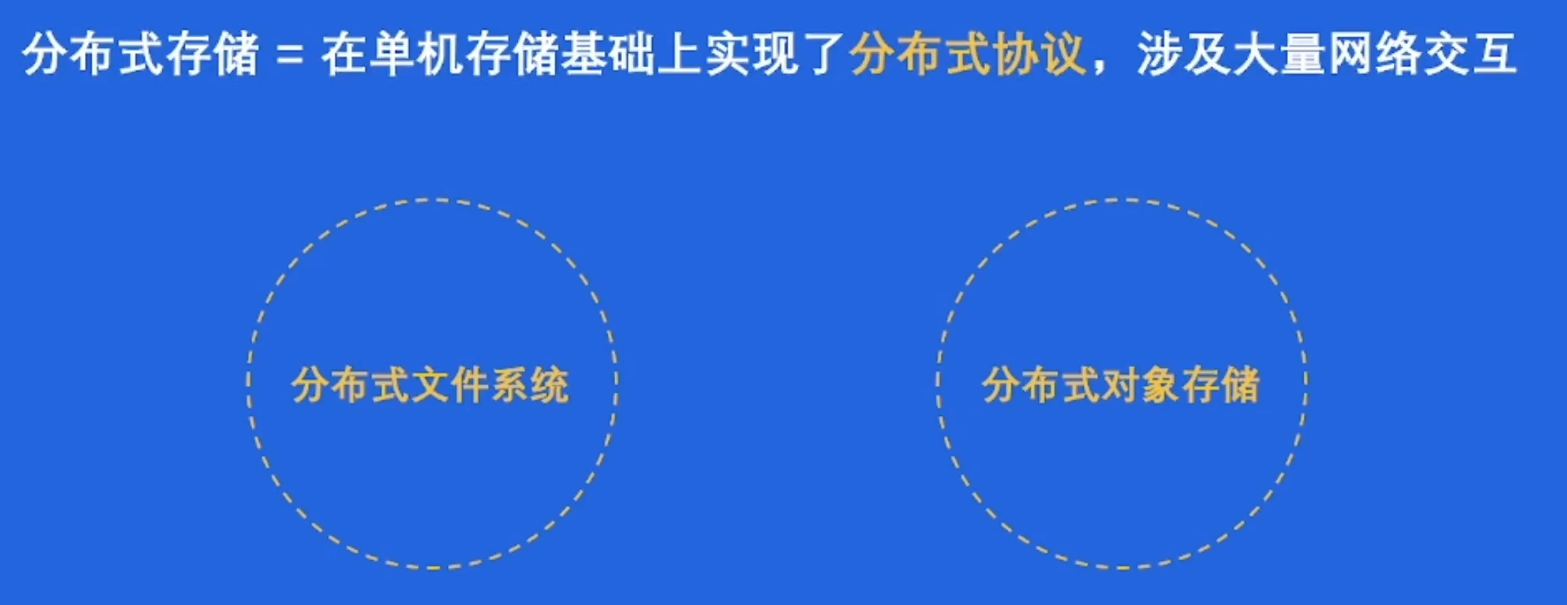 分布式存储 = 在单机存储基础上实现了分布式协议，涉及大量网络交互
分布式文件系统
分布式对象存储